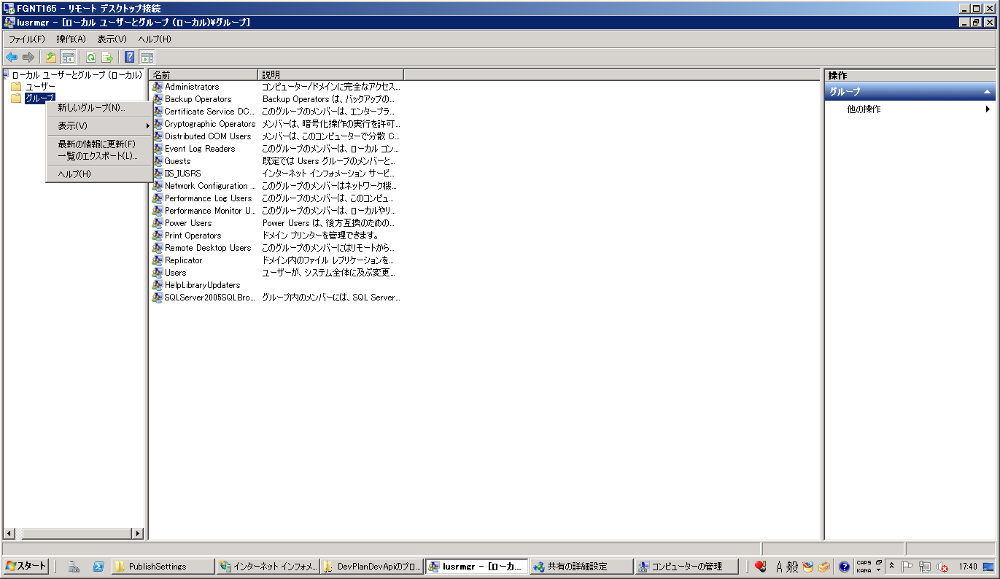 FGNT165 - リモート デスクトップ接続
lusrmgr - [ローカル ユーザーとグループ (ローカル)¥グループ]
ファイル(F) 操作(A) 表示(V) ヘルプ(H)
ローカル ユーザーとグループ (ローカル)
ユーザー
グループ
新しいグループ(N)...
表示(V)
最新の情報に更新(F)
一覧のエクスポート(L)...
ヘルプ(H)
名前 説明
Administrators コンピューター/ドメインに完全なアクセス...
Backup Operators Backup Operators は、バックアップの...
Certificate Service DC... このグループのメンバーは、エンタープラ...
Cryptographic Operators メンバーは、暗号化操作の実行を許可...
Distributed COM Users メンバーは、このコンピューターで分散 C...
Event Log Readers このグループのメンバーは、ローカル コン...
Guests 既定では Users グループのメンバーと...
IIS_IUSRS インターネット インフォメーション サービ...
Network Configuration ... このグループのメンバーはネットワーク機...
Performance Log Users このグループのメンバーは、このコンピュ...
Performance Monitor U... このグループのメンバーは、ローカルやリ...
Power Users Power Users は、後方互換のための...
Print Operators ドメイン プリンターを管理できます。
Remote Desktop Users このグループのメンバーにはリモートから...
Replicator ドメイン内のファイル レプリケーションを...
Users ユーザーが、システム全体に及ぶ変更...
HelpLibraryUpdaters
SQLServer2005SQLBro... グループ内のメンバーには、SQL Server...
操作
グループ
他の操作
スタート PublishSettings インターネット インフォメ... DevPlanDevApiのプロ... lusrmgr - [ローカ... 共有の詳細設定 コンピューターの管理 A 般 CAPS KANA 17:40